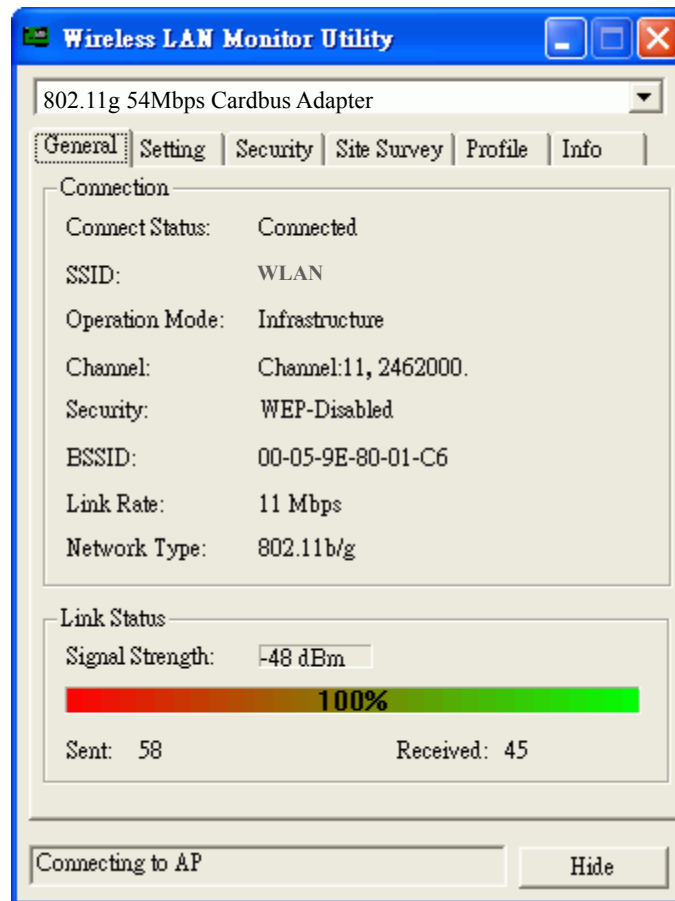 Wireless LAN Monitor Utility
802.11g 54Mbps Cardbus Adapter
General Setting Security Site Survey Profile Info
Connection
Connect Status: Connected
SSID: WLAN
Operation Mode: Infrastructure
Channel: Channel:11, 2462000.
Security: WEP-Disabled
BSSID: 00-05-9E-80-01-C6
Link Rate: 11 Mbps
Network Type: 802.11b/g
Link Status
Signal Strength: -48 dBm
100%
Sent: 58 Received: 45
Connecting to AP Hide